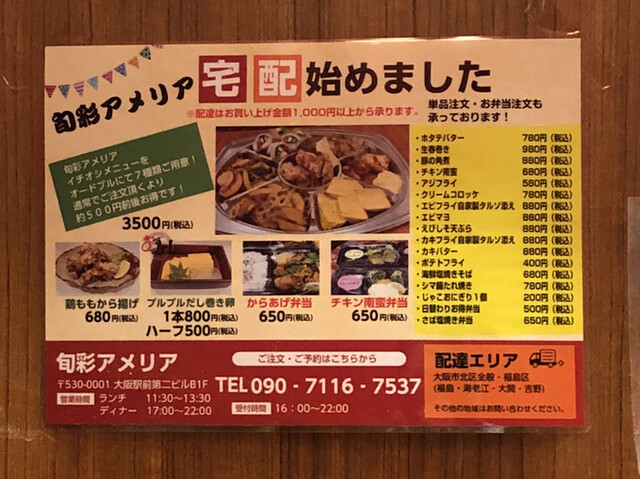 旬彩アメリア 宅配始めました
※配達はお買い上げ金額1,000円以上から承ります。
単品注文・お弁当注文も
承っております!
旬彩アメリア
イチオシメニューを
オードブルにて7種類ご用意!
通常でご注文頂くより
約500円前後お得です!
3500円(税込)
・ホタテバター 780円(税込)
・生春巻き 980円(税込)
・豚の角煮 880円(税込)
・チキン南蛮 680円(税込)
・アジフライ 580円(税込)
・クリームコロッケ 780円(税込)
・エビフライ自家製タルソン添え 880円(税込)
・エビマヨ 880円(税込)
・えびしそ天ぷら 880円(税込)
・カキフライ自家製タルソン添え 880円(税込)
・カキバター 880円(税込)
・ポテトフライ 400円(税込)
・海鮮塩焼きそば 680円(税込)
・シマ腸たれ焼き 780円(税込)
・じゃこおにぎり1個 200円(税込)
・日替わりお得弁当 500円(税込)
・さば塩焼き弁当 650円(税込)
鶏ももから揚げ
680円(税込)
プルプルだし巻き卵
1本800円(税込)
ハーフ500円(税込)
からあげ弁当
650円(税込)
チキン南蛮弁当
650円(税込)
旬彩アメリア
〒530-0001 大阪駅前第二ビルB1F
営業時間 ランチ 11:30〜13:30
ディナー 17:00〜22:00
ご注文・ご予約はこちらから
TEL 090-7116-7537
受付時間 16:00〜22:00
配達エリア
大阪市北区全般・福島区
(福島・海老江・大開・吉野)
その他の地域はお問い合わせください。